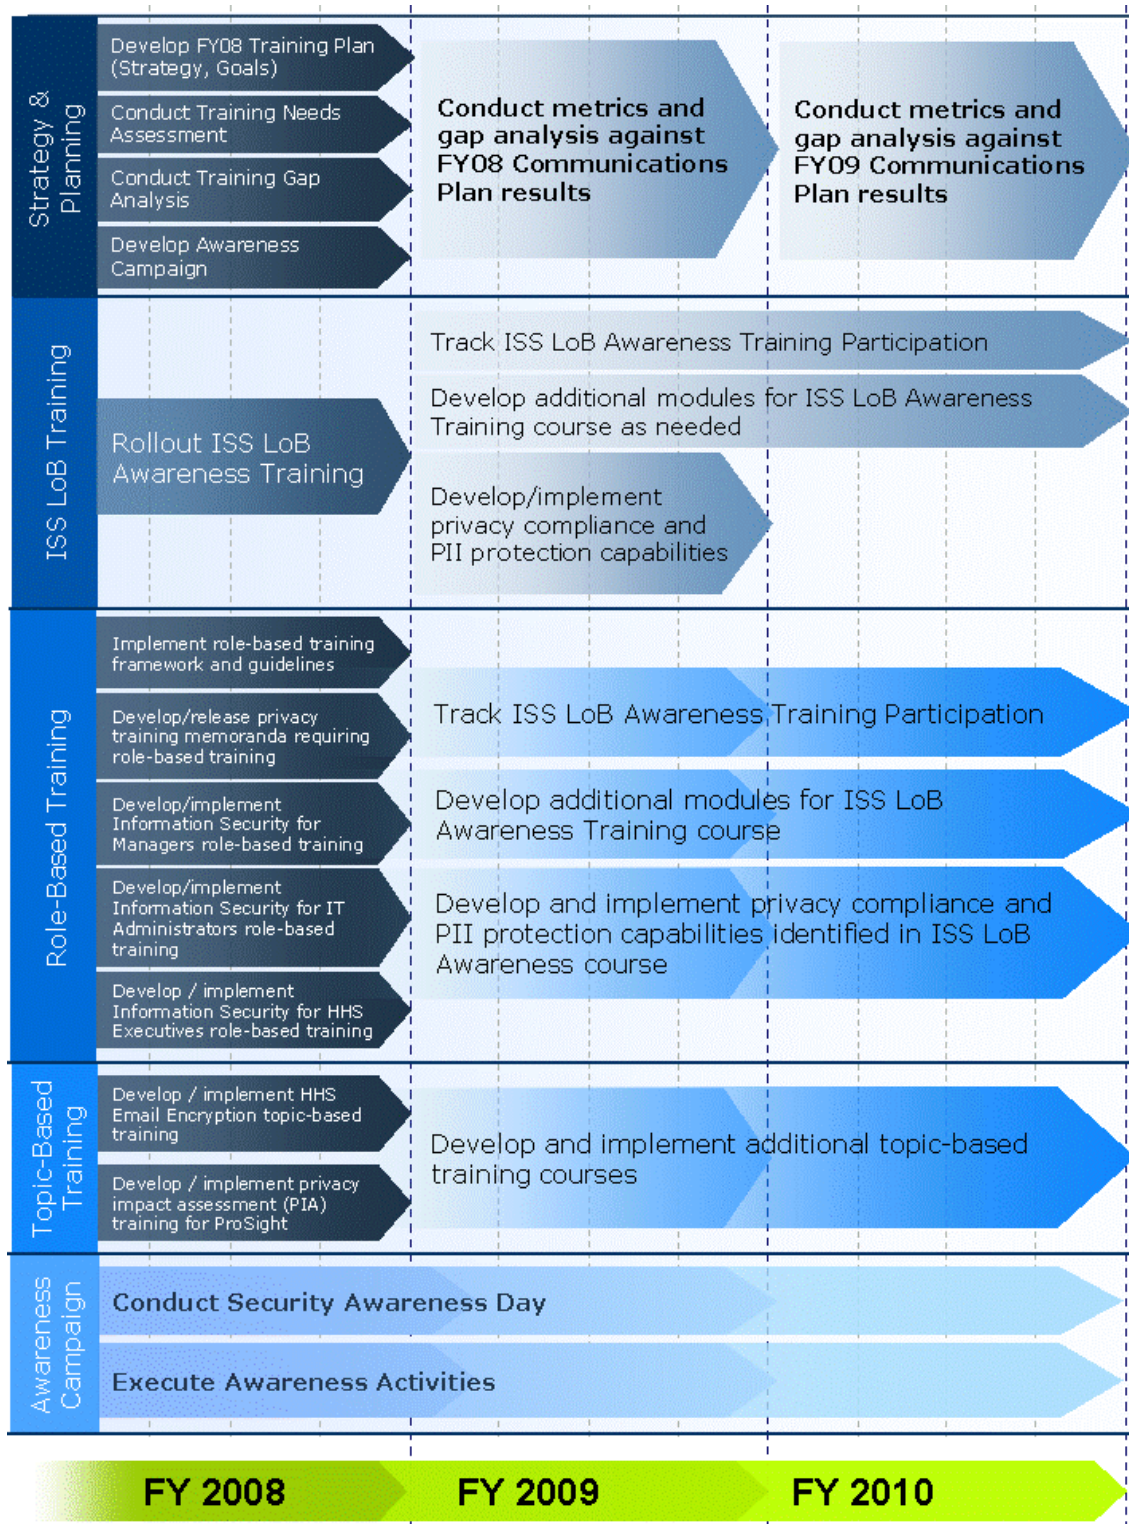 Strategy &
Planning
Develop FY08 Training Plan
(Strategy, Goals)
Conduct Training Needs
Assessment
Conduct Training Gap
Analysis
Develop Awareness
Campaign
Conduct metrics and
gap analysis against
FY08 Communications
Plan results
Conduct metrics and
gap analysis against
FY09 Communications
Plan results
ISS LoB Training
Rollout ISS LoB
Awareness Training
Track ISS LoB Awareness Training Participation
Develop additional modules for ISS LoB Awareness
Training course as needed
Develop/implement
privacy compliance and
PII protection capabilities
Role-Based Training
Implement role-based training
framework and guidelines
Develop/release privacy
training memoranda requiring
role-based training
Develop/implement
Information Security for
Managers role-based training
Develop/implement
Information Security for IT
Administrators role-based
training
Develop / implement
Information Security for HHS
Executives role-based training
Track ISS LoB Awareness Training Participation
Develop additional modules for ISS LoB
Awareness Training course
Develop and implement privacy compliance and
PII protection capabilities identified in ISS LoB
Awareness course
Topic-Based
Training
Develop / implement HHS
Email Encryption topic-based
training
Develop / implement privacy
impact assessment (PIA)
training for ProSight
Develop and implement additional topic-based
training courses
Awareness
Campaign
Conduct Security Awareness Day
Execute Awareness Activities
FY 2008
FY 2009
FY 2010